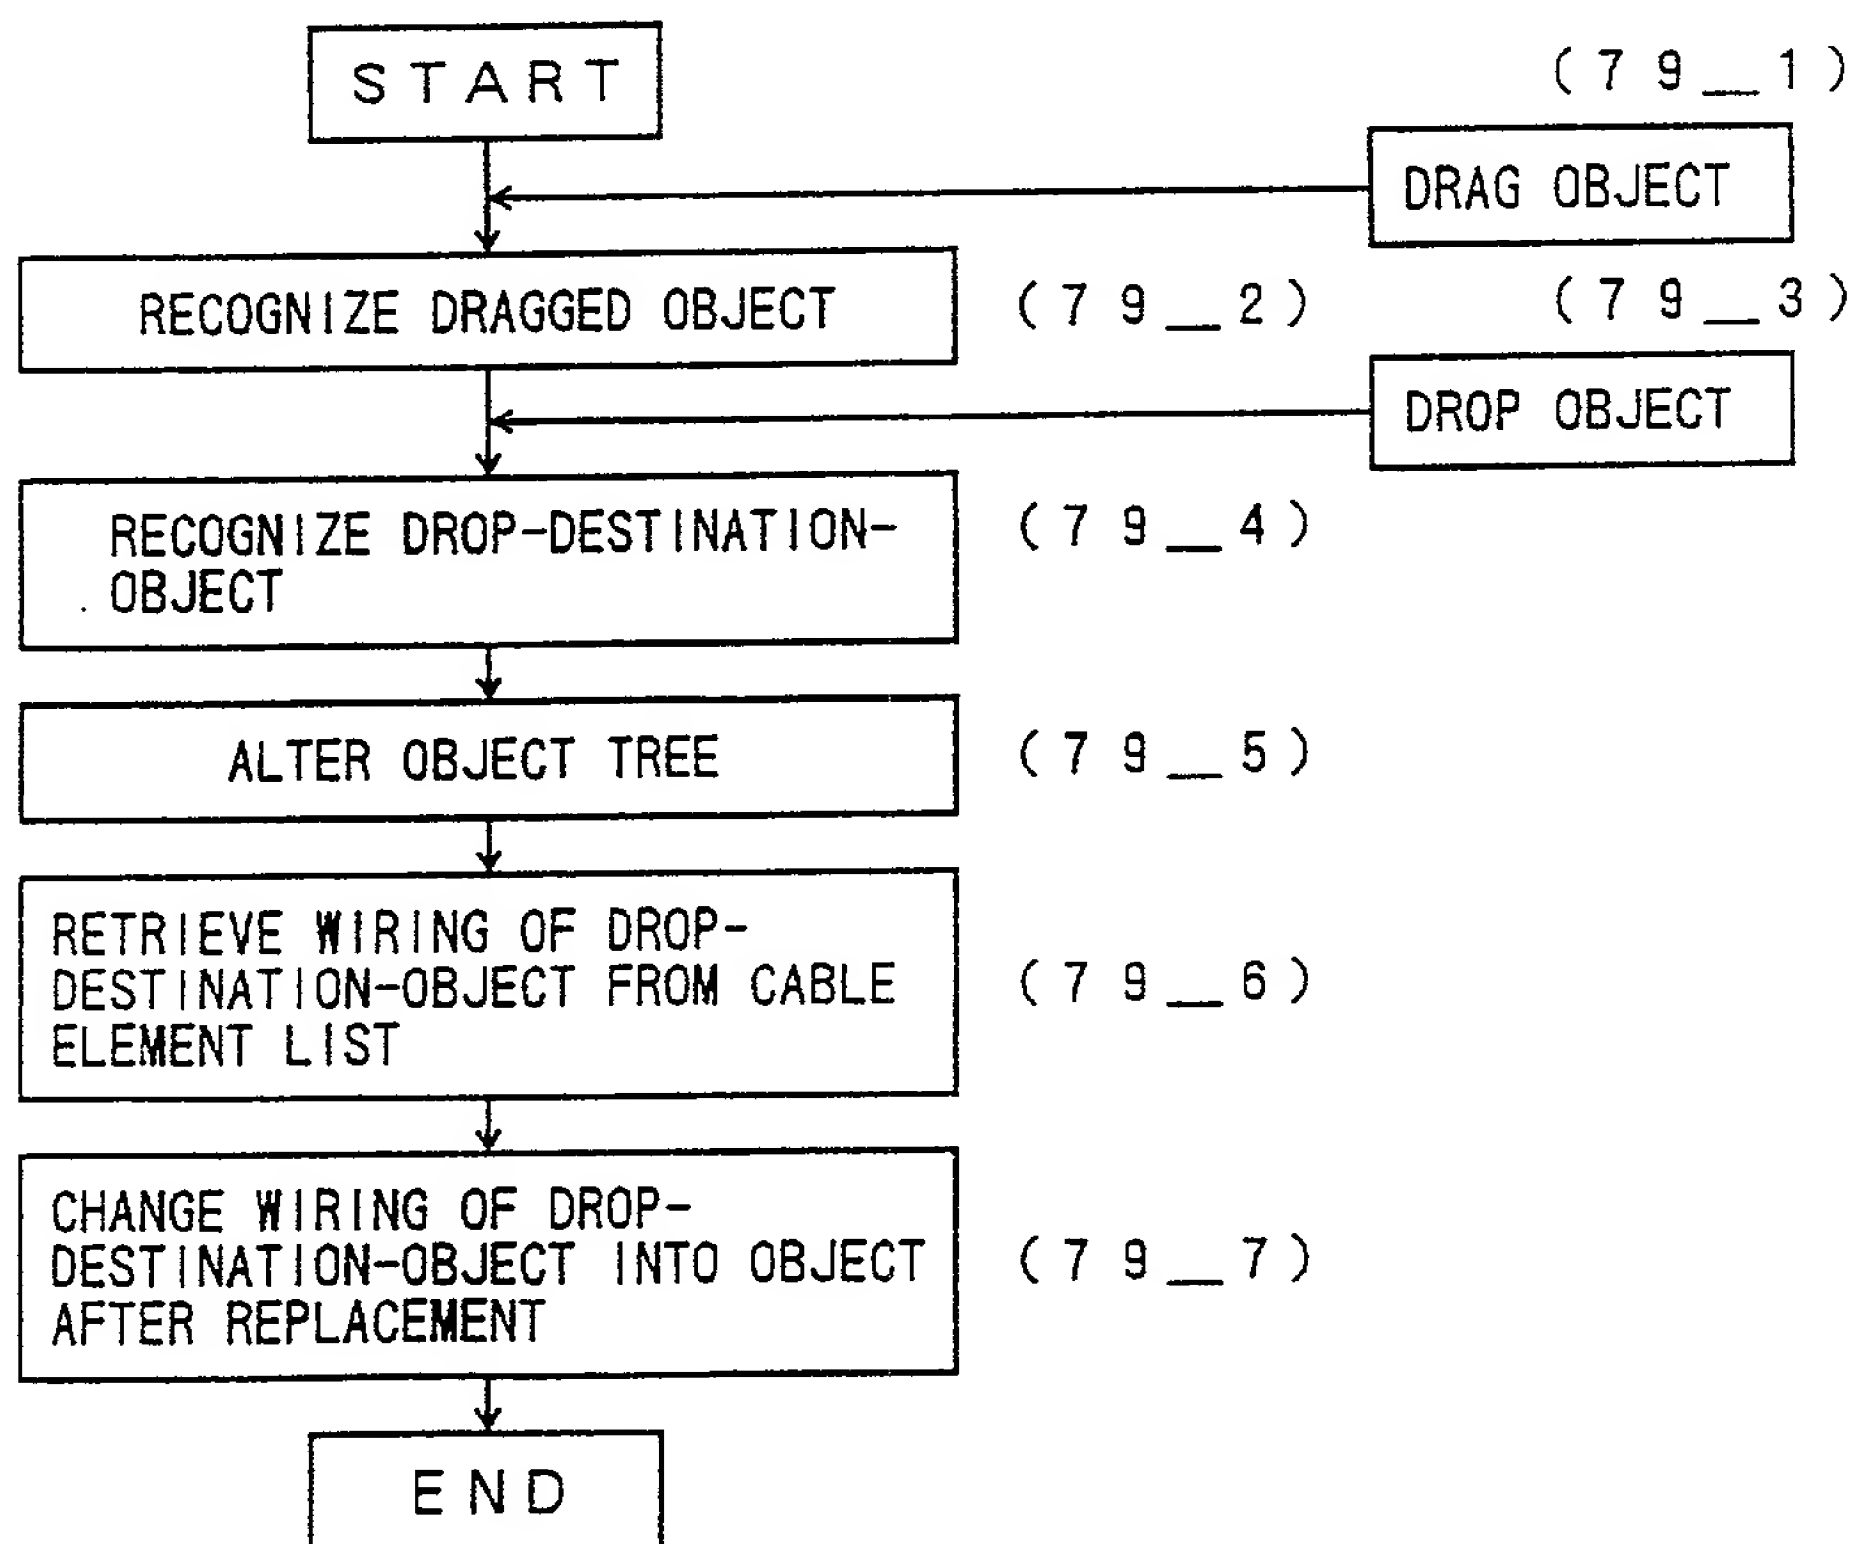 START
(79_1)
DRAG OBJECT
RECOGNIZE DRAGGED OBJECT
(79_2)
(79_3)
DROP OBJECT
RECOGNIZE DROP-DESTINATION-
OBJECT
(79_4)
ALTER OBJECT TREE
(79_5)
RETRIEVE WIRING OF DROP-
DESTINATION-OBJECT FROM CABLE
ELEMENT LIST
(79_6)
CHANGE WIRING OF DROP-
DESTINATION-OBJECT INTO OBJECT
AFTER REPLACEMENT
(79_7)
END